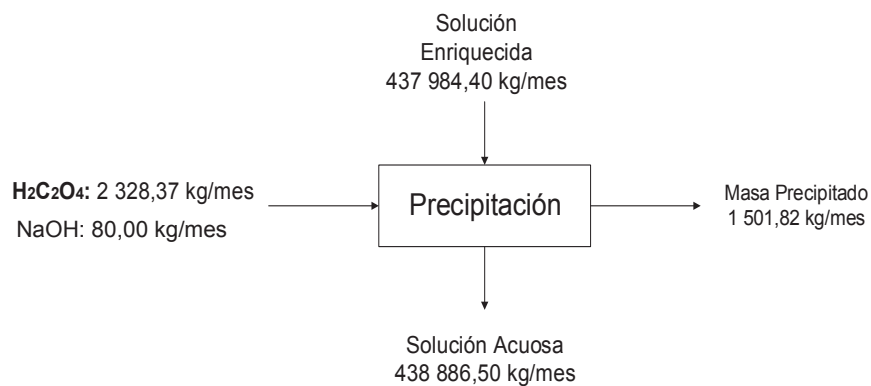 Solución
Enriquecida
437 984,40 kg/mes
H2C2O4: 2 328,37 kg/mes
NaOH: 80,00 kg/mes
Precipitación
Masa Precipitado
1 501,82 kg/mes
Solución Acuosa
438 886,50 kg/mes